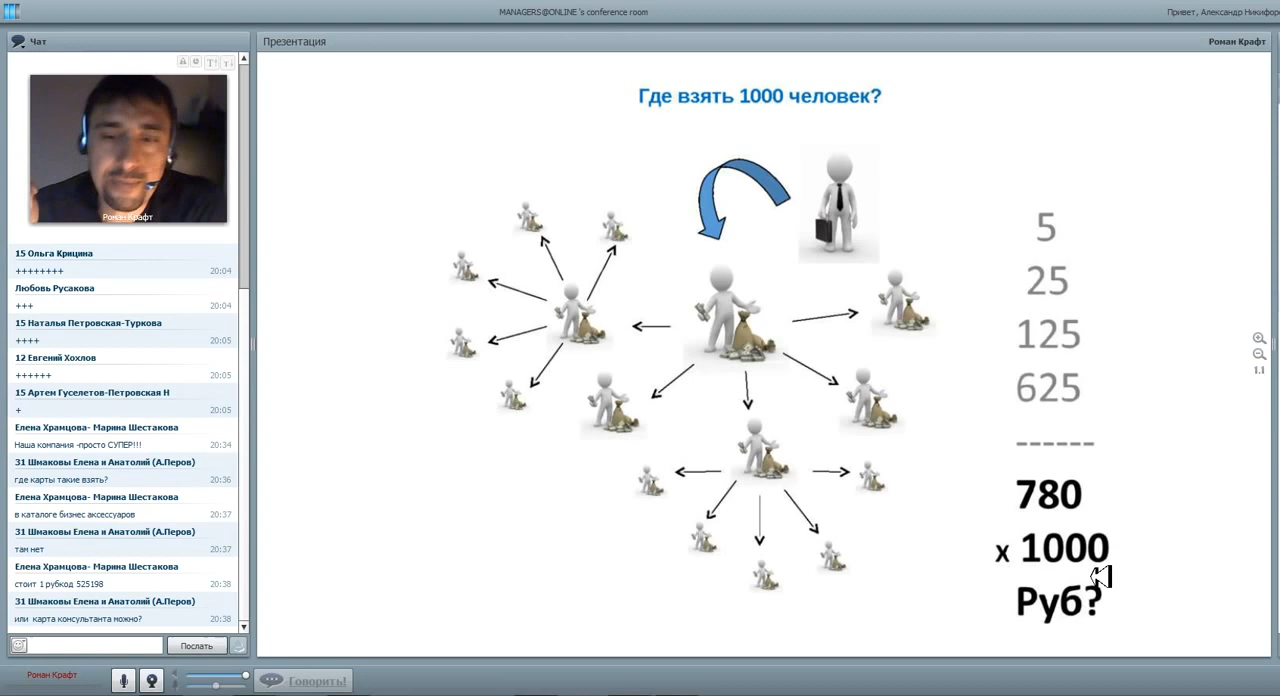 MANAGERS@ONLINE 's conference room
Привет, Александр Никифор
Чат
Роман Крафт
15 Ольга Крицина
++++++++ 20:04
Любовь Русакова
+++ 20:04
15 Наталья Петровская-Туркова
++++ 20:05
12 Евгений Хохлов
++++++ 20:05
15 Артем Гуселетов-Петровская Н
+ 20:05
Елена Храмцова- Марина Шестакова
Наша компания -просто СУПЕР!!! 20:34
31 Шмаковы Елена и Анатолий (А.Перов)
где карты такие взять? 20:36
Елена Храмцова- Марина Шестакова
в каталоге бизнес аксессуаров 20:37
31 Шмаковы Елена и Анатолий (А.Перов)
там нет 20:37
Елена Храмцова- Марина Шестакова
стоит 1 рубкод 525198 20:38
31 Шмаковы Елена и Анатолий (А.Перов)
или карта консультанта можно? 20:38
Послать
Презентация
Роман Крафт
Где взять 1000 человек?
5
25
125
625
------
780
х 1000
Руб?
1.1
Роман Крафт
Говорить!